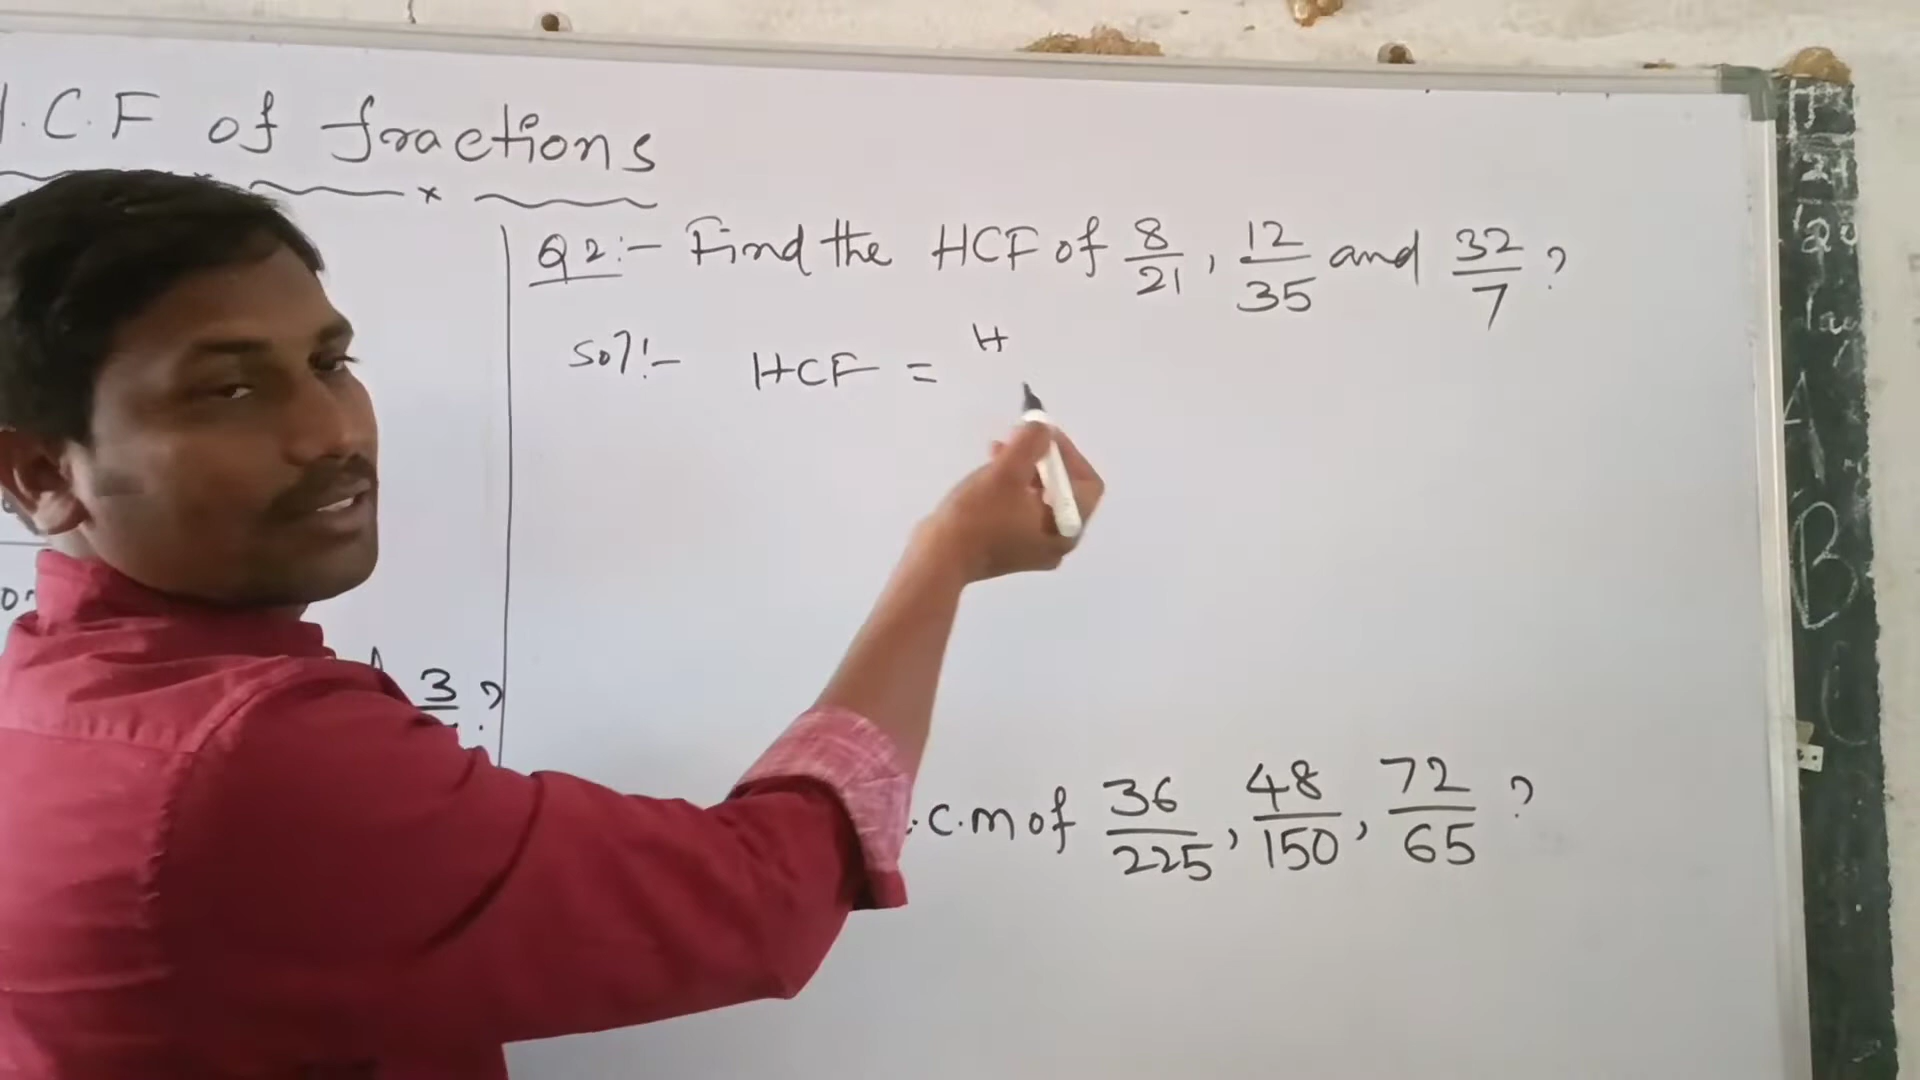 .C.F of fractions
Q2:- Find the HCF of 8/21, 12/35 and 32/7?
Sol:- HCF = H
3 ?
.C.M of 36/225, 48/150, 72/65 ?
A
B